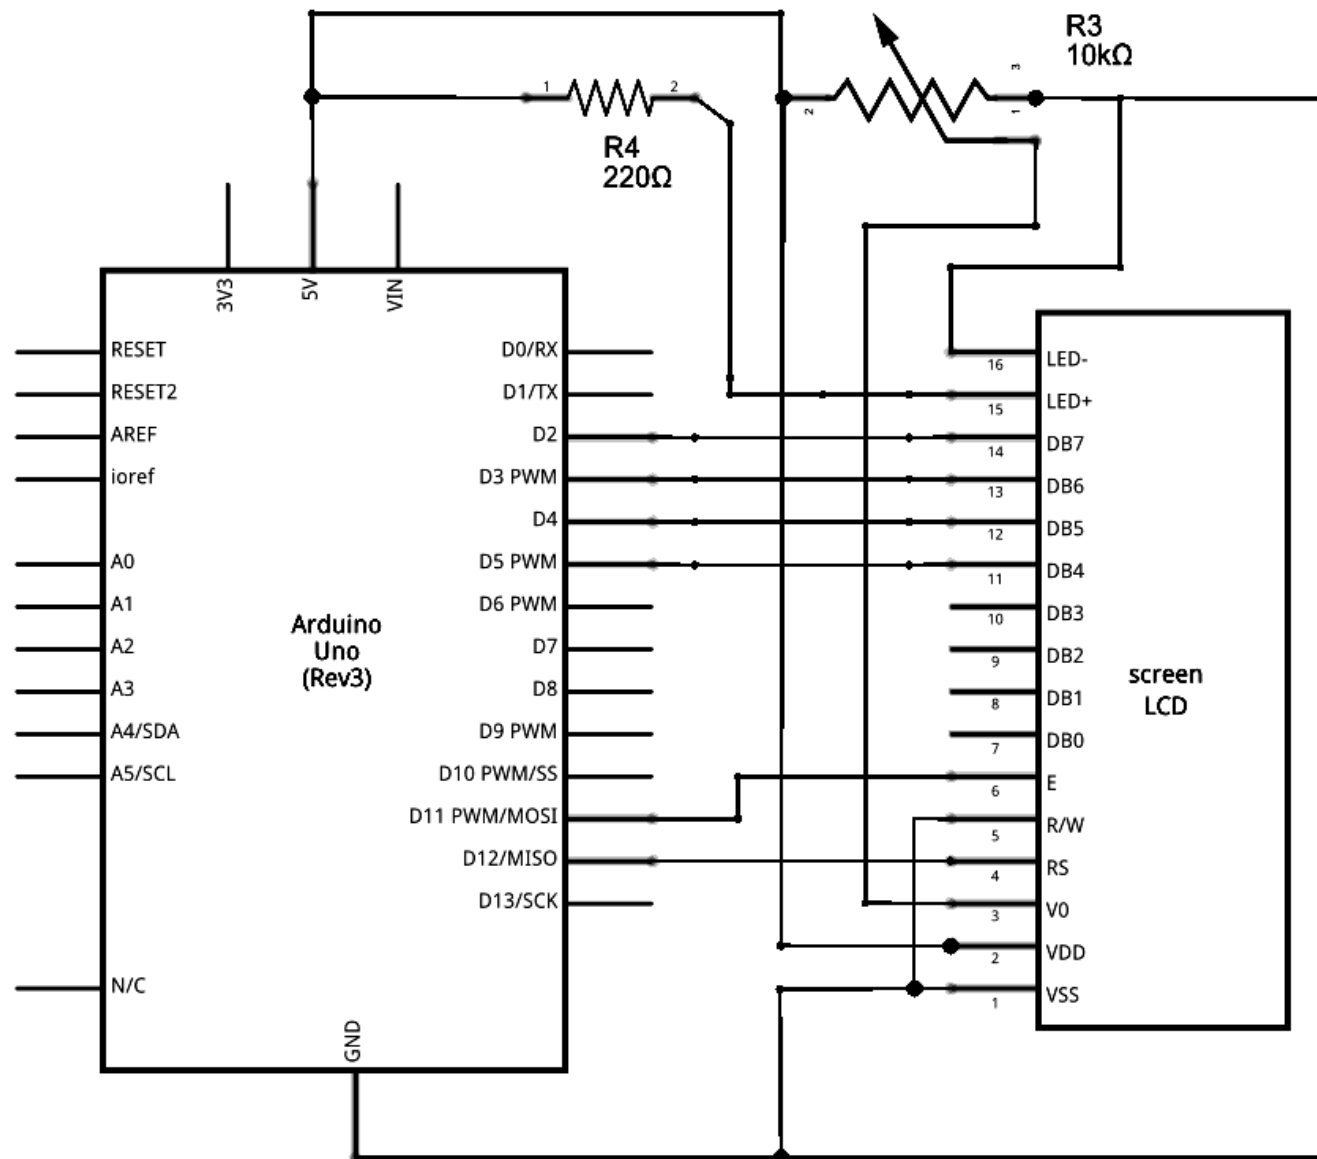 R3
10kΩ
1
2
2
3
1
R4
220Ω
3V3
5V
VIN
RESET
RESET2
AREF
ioref
A0
A1
A2
A3
A4/SDA
A5/SCL
N/C
Arduino
Uno
(Rev3)
GND
D0/RX
D1/TX
D2
D3 PWM
D4
D5 PWM
D6 PWM
D7
D8
D9 PWM
D10 PWM/SS
D11 PWM/MOSI
D12/MISO
D13/SCK
16 LED-
15 LED+
14 DB7
13 DB6
12 DB5
11 DB4
10 DB3
9 DB2
8 DB1
7 DB0
6 E
5 R/W
4 RS
3 V0
2 VDD
1 VSS
screen
LCD